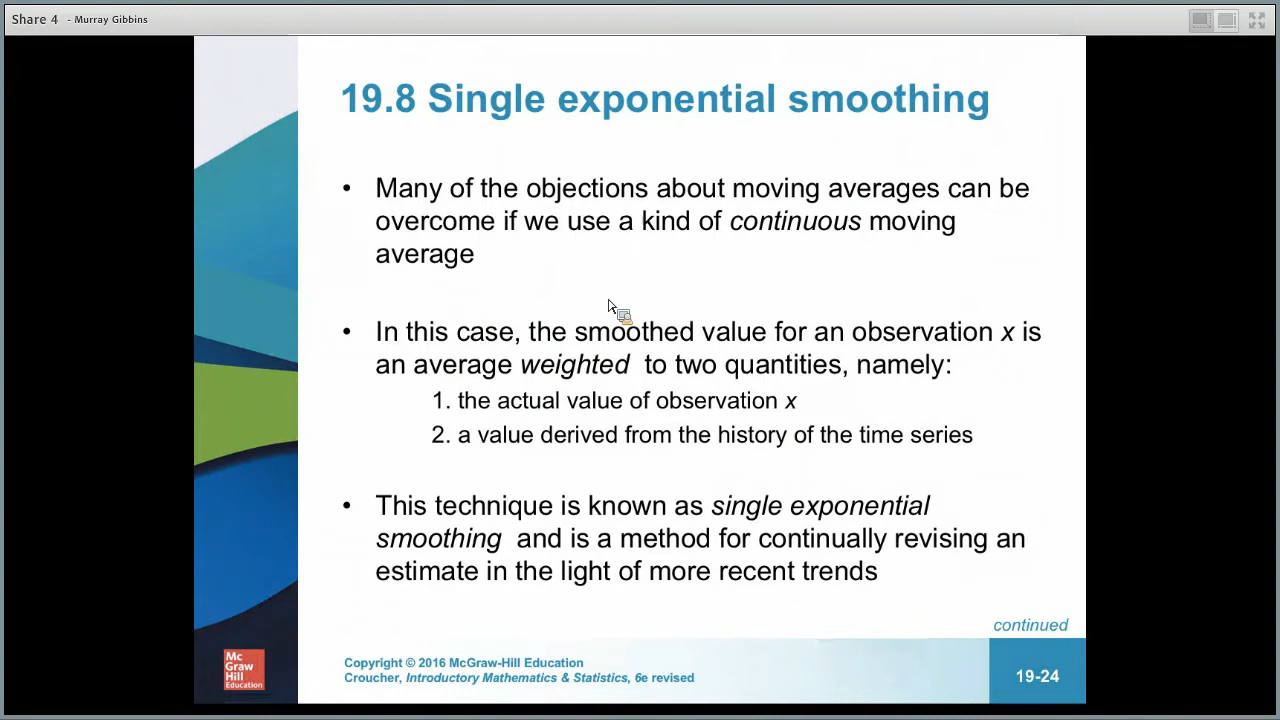 Share 4 - Murray Gibbins
19.8 Single exponential smoothing
• Many of the objections about moving averages can be
overcome if we use a kind of continuous moving
average
• In this case, the smoothed value for an observation x is
an average weighted to two quantities, namely:
1. the actual value of observation x
2. a value derived from the history of the time series
• This technique is known as single exponential
smoothing and is a method for continually revising an
estimate in the light of more recent trends
continued
Mc
Graw
Hill
Education
Copyright © 2016 McGraw-Hill Education
Croucher, Introductory Mathematics & Statistics, 6e revised
19-24